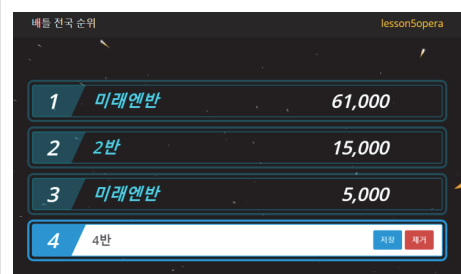 배틀 전국 순위 lesson5opera
1 미래엔반 61,000
2 2반 15,000
3 미래엔반 5,000
4 4반 저장 제거